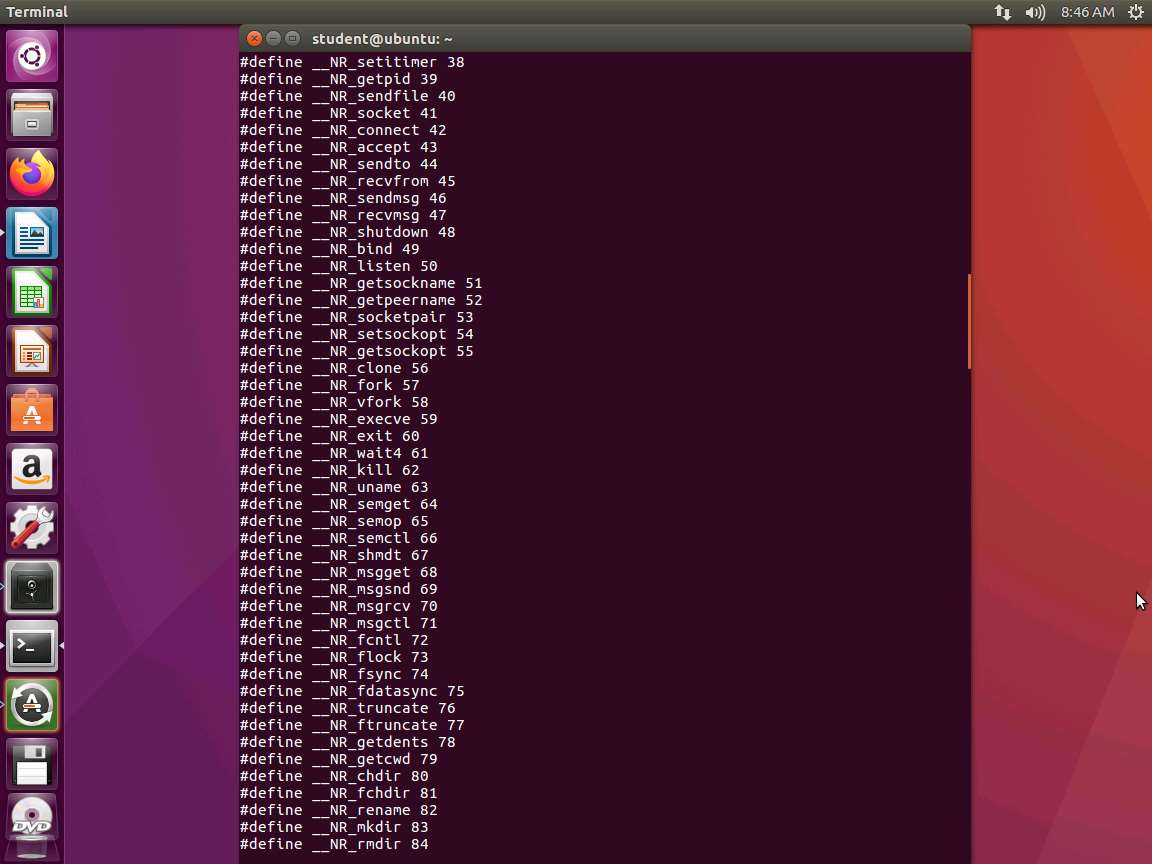 Terminal
8:46 AM
student@ubuntu: ~
#define __NR_setitimer 38
#define __NR_getpid 39
#define __NR_sendfile 40
#define __NR_socket 41
#define __NR_connect 42
#define __NR_accept 43
#define __NR_sendto 44
#define __NR_recvfrom 45
#define __NR_sendmsg 46
#define __NR_recvmsg 47
#define __NR_shutdown 48
#define __NR_bind 49
#define __NR_listen 50
#define __NR_getsockname 51
#define __NR_getpeername 52
#define __NR_socketpair 53
#define __NR_setsockopt 54
#define __NR_getsockopt 55
#define __NR_clone 56
#define __NR_fork 57
#define __NR_vfork 58
#define __NR_execve 59
#define __NR_exit 60
#define __NR_wait4 61
#define __NR_kill 62
#define __NR_uname 63
#define __NR_semget 64
#define __NR_semop 65
#define __NR_semctl 66
#define __NR_shmdt 67
#define __NR_msgget 68
#define __NR_msgsnd 69
#define __NR_msgrcv 70
#define __NR_msgctl 71
#define __NR_fcntl 72
#define __NR_flock 73
#define __NR_fsync 74
#define __NR_fdatasync 75
#define __NR_truncate 76
#define __NR_ftruncate 77
#define __NR_getdents 78
#define __NR_getcwd 79
#define __NR_chdir 80
#define __NR_fchdir 81
#define __NR_rename 82
#define __NR_mkdir 83
#define __NR_rmdir 84
a
>_
A
DVD